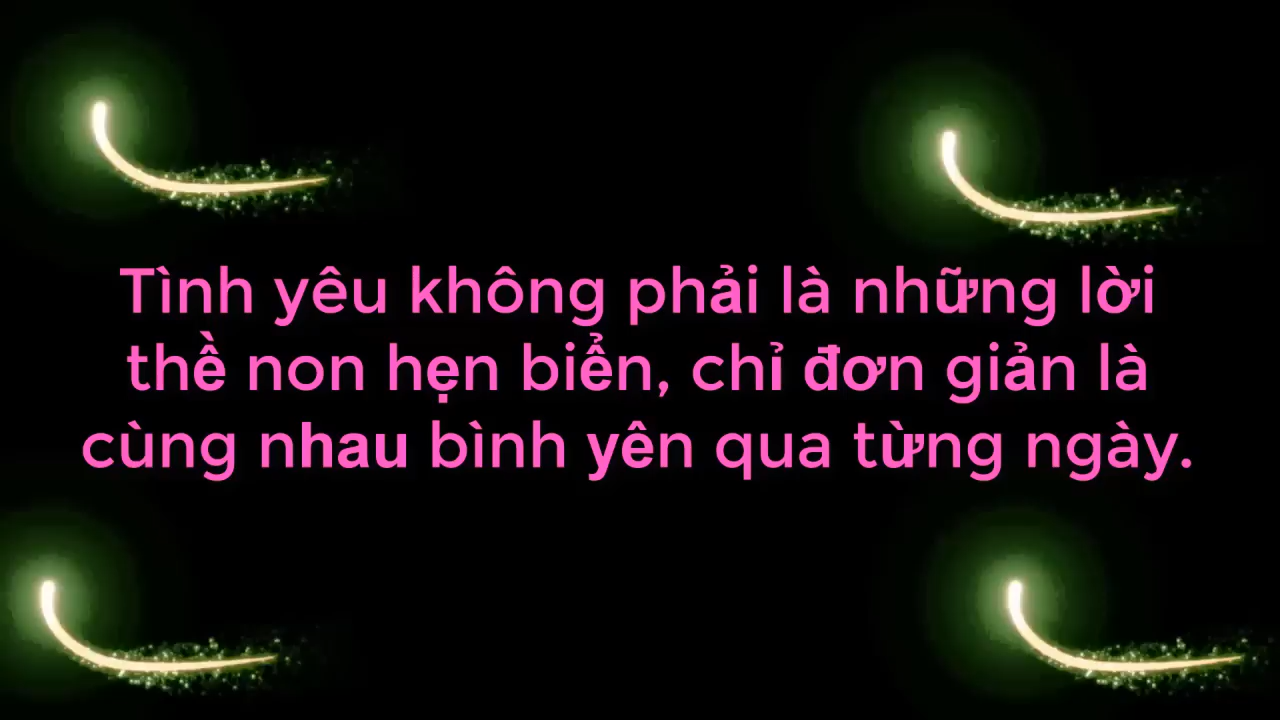 Tình yêu không phải là những lời
thề non hẹn biển, chỉ đơn giản là
cùng nhau bình yên qua từng ngày.